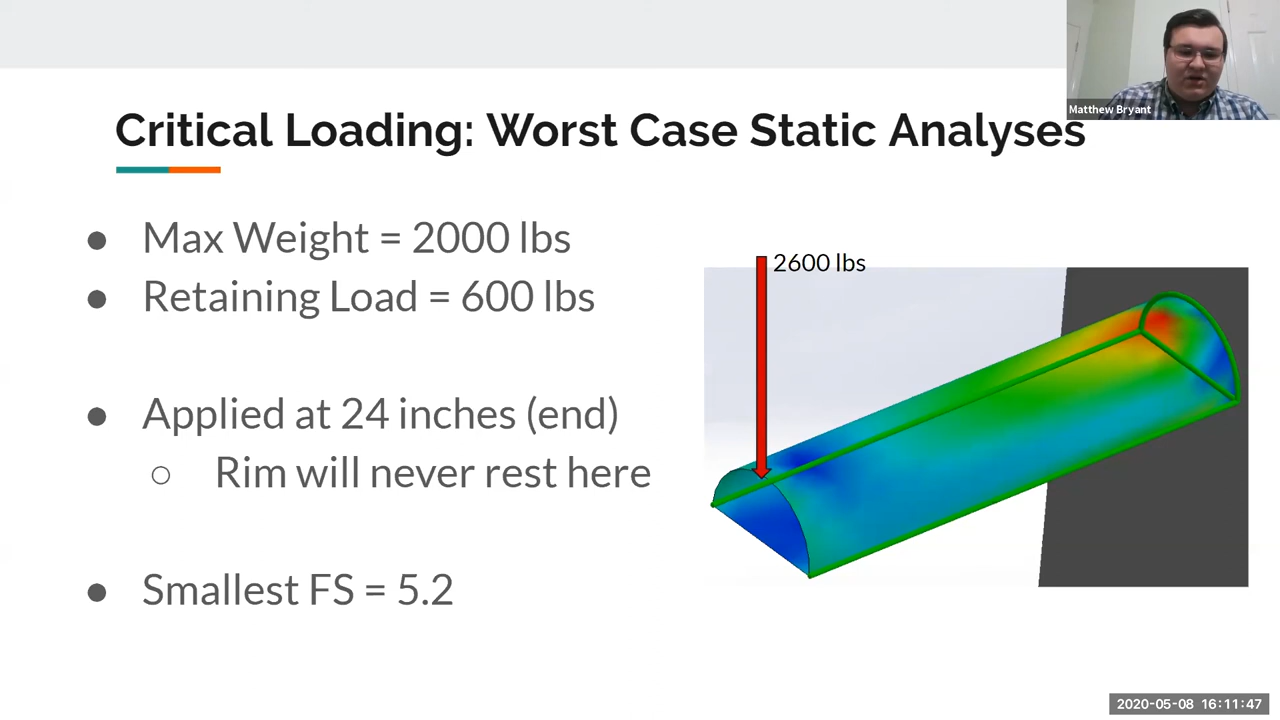 Matthew Bryant
Critical Loading: Worst Case Static Analyses
● Max Weight = 2000 lbs
● Retaining Load = 600 lbs
● Applied at 24 inches (end)
○ Rim will never rest here
● Smallest FS = 5.2
2600 lbs
2020-05-08 16:11:47